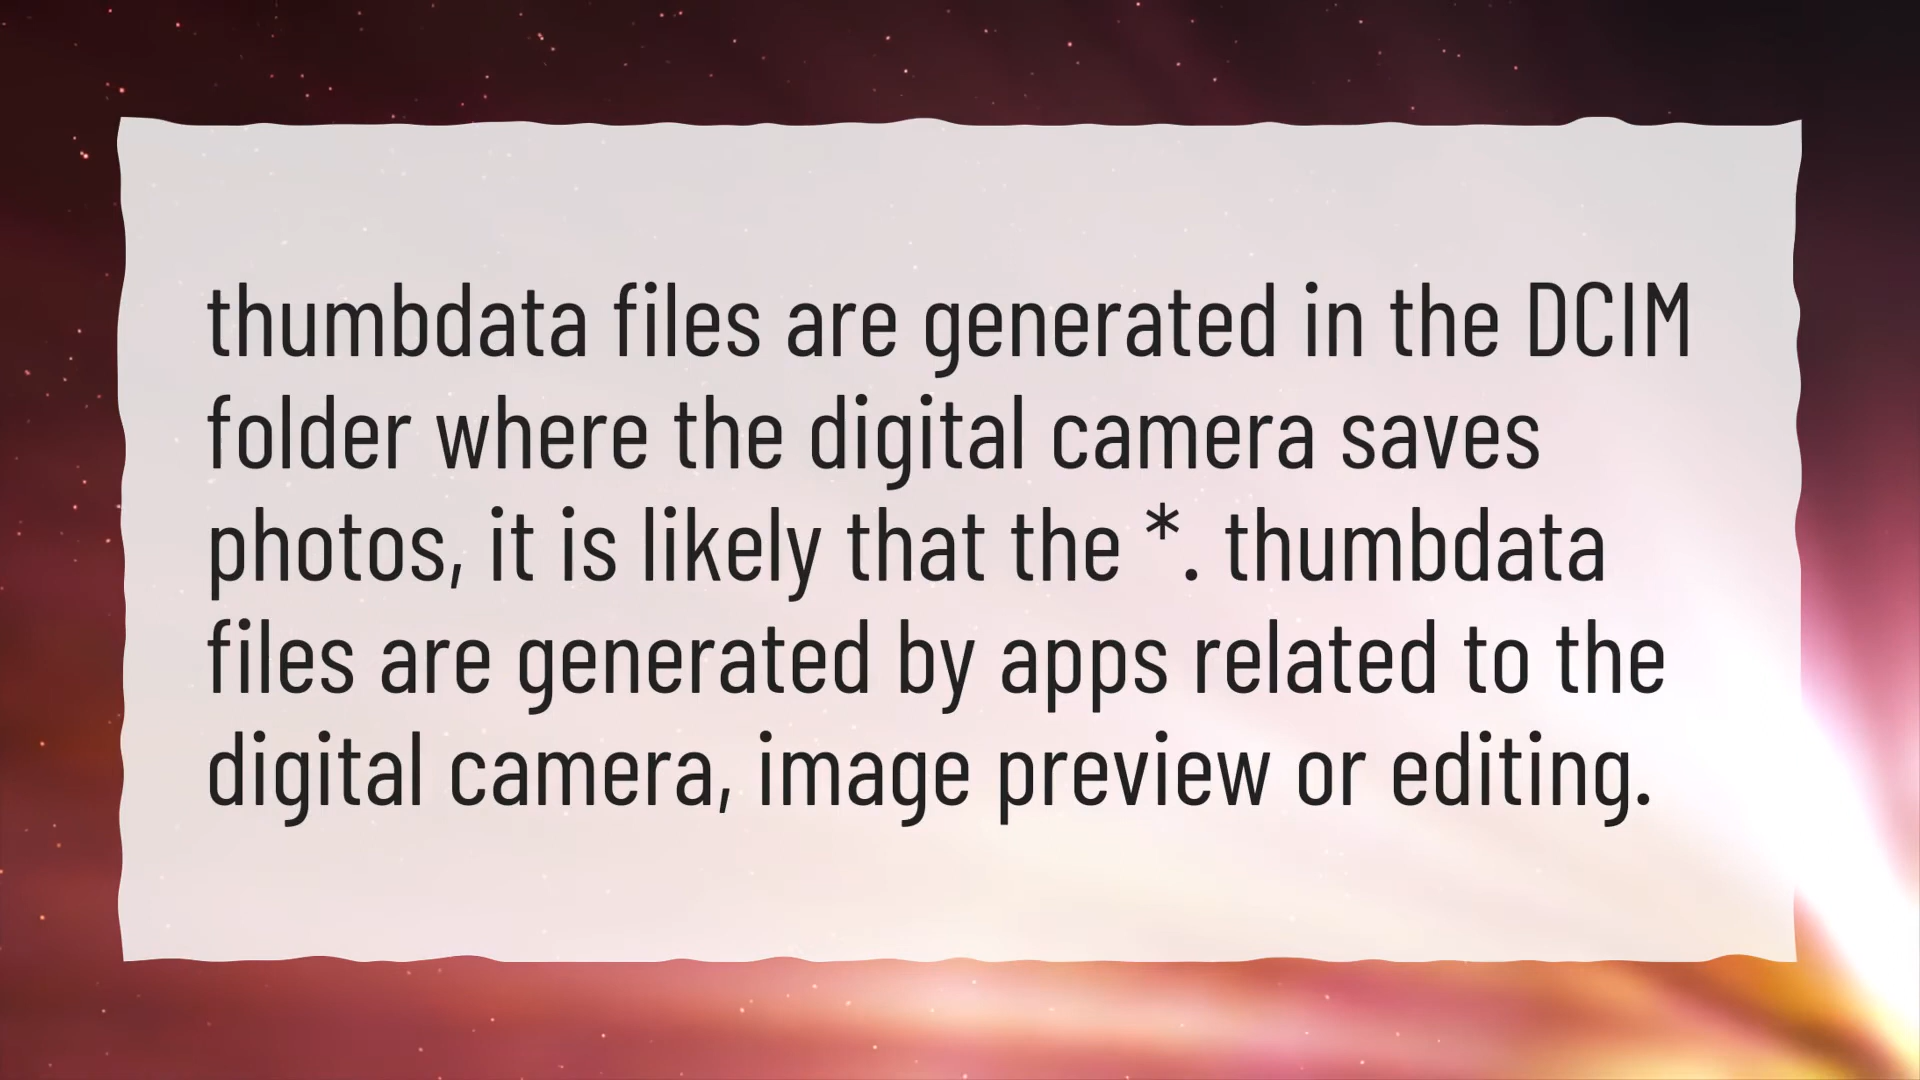 thumbdata files are generated in the DCIM
folder where the digital camera saves
photos, it is likely that the *. thumbdata
files are generated by apps related to the
digital camera, image preview or editing.